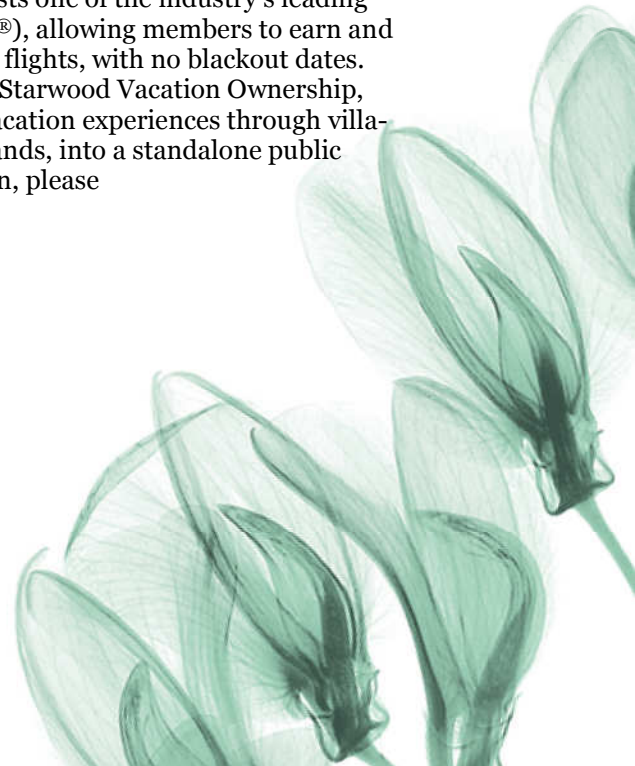 sts one of the industry's leading
®), allowing members to earn and
flights, with no blackout dates.
Starwood Vacation Ownership,
acation experiences through villa-
ands, into a standalone public
n, please